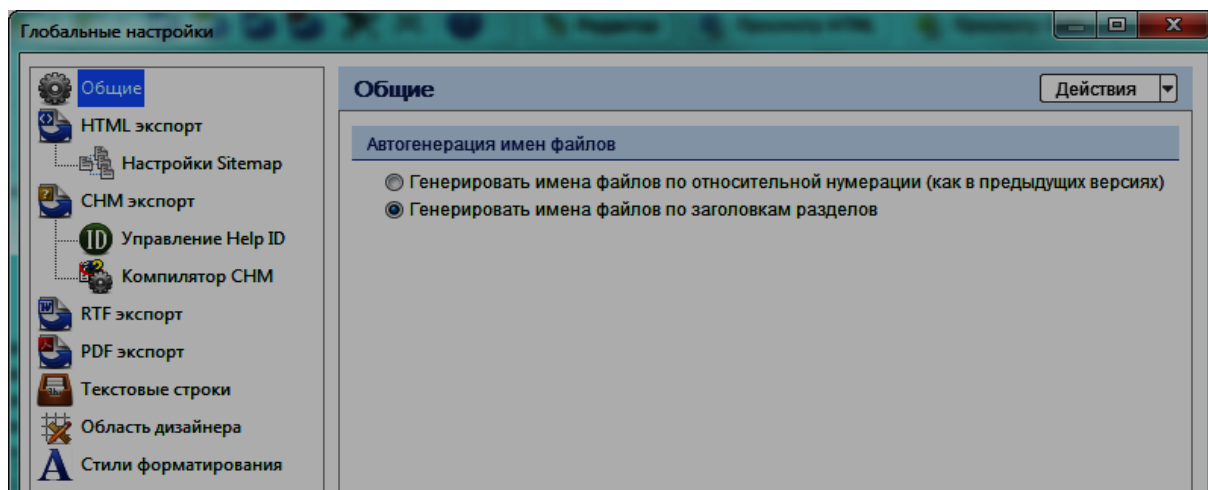 Глобальные настройки
Общие
HTML экспорт
Настройки Sitemap
CHM экспорт
Управление Help ID
Компилятор CHM
RTF экспорт
PDF экспорт
Текстовые строки
Область дизайнера
Стили форматирования
Общие
Действия
Автогенерация имен файлов
Генерировать имена файлов по относительной нумерации (как в предыдущих версиях)
Генерировать имена файлов по заголовкам разделов